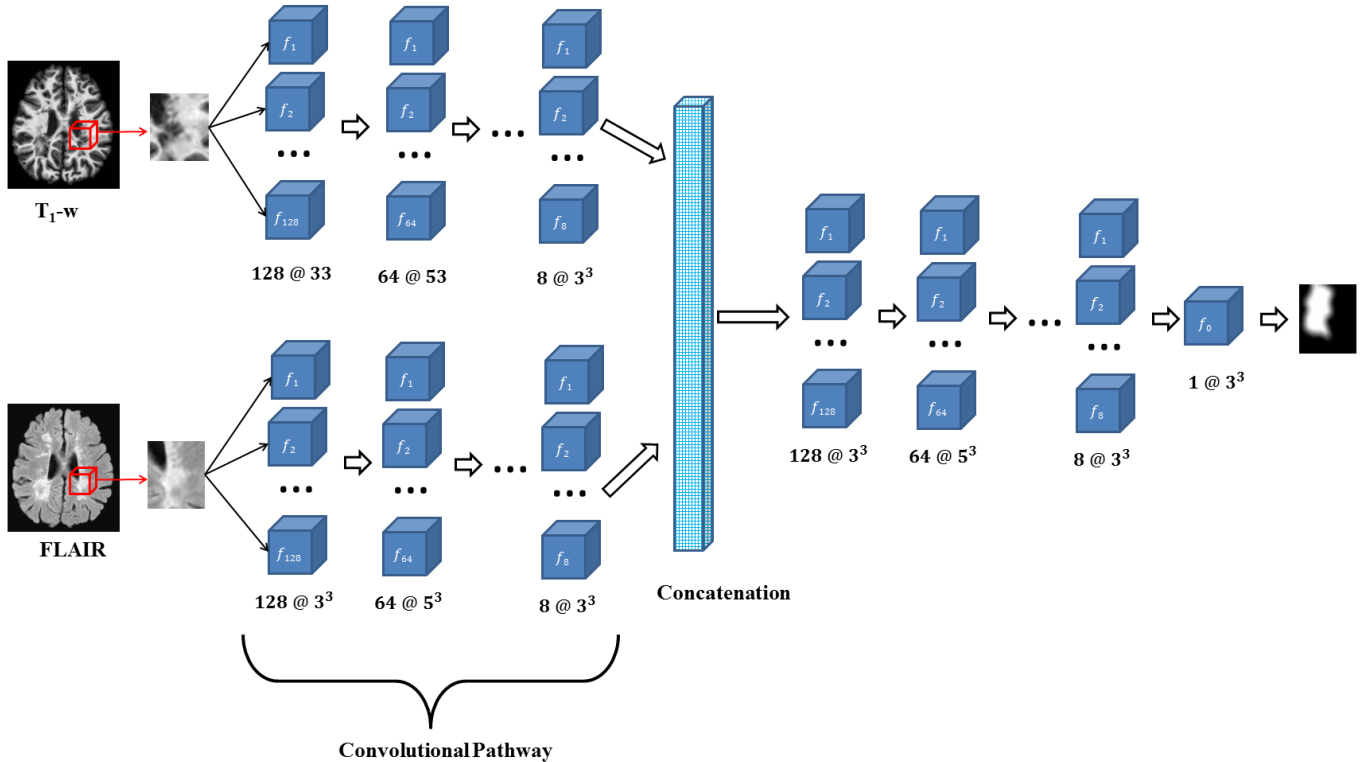 f₁ f₁ f₁
f₂ f₂ f₂
... ... ...
f₁₂₈ f₆₄ f₈
T₁-w
128 @ 33 64 @ 53 8 @ 3³
f₁ f₁ f₁
f₂ f₂ f₂ f₀
... ... ...
f₁₂₈ f₆₄ f₈
128 @ 3³ 64 @ 5³ 8 @ 3³ 1 @ 3³
f₁ f₁ f₁
f₂ f₂ f₂
... ... ...
f₁₂₈ f₆₄ f₈
FLAIR
128 @ 3³ 64 @ 5³ 8 @ 3³
Concatenation
Convolutional Pathway